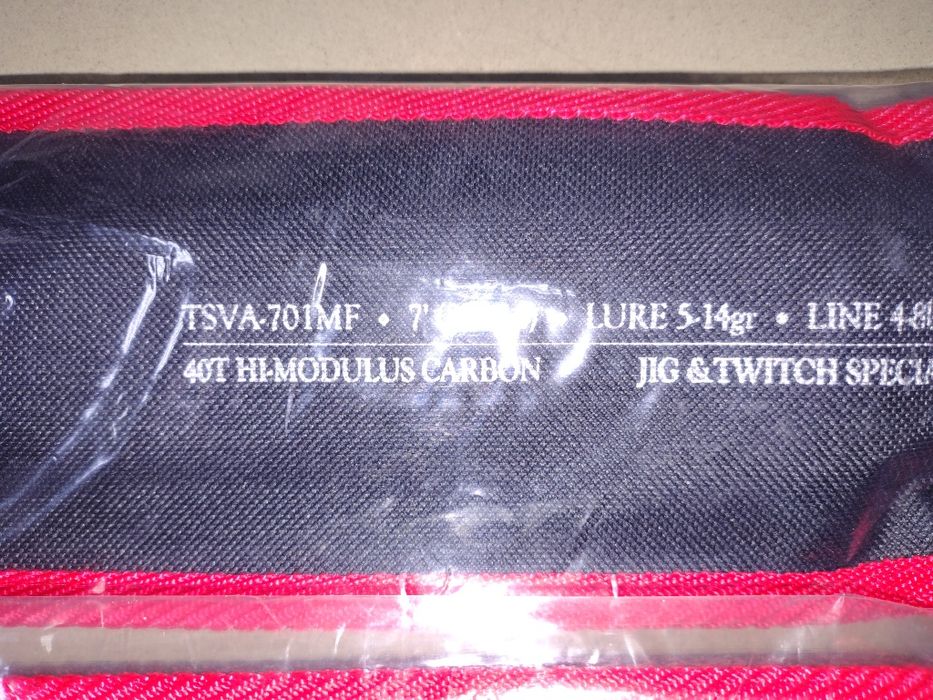 TSVA-701MF • 7' • LURE 5-14gr • LINE
40T HI-MODULUS CARBON JIG & TWITCH